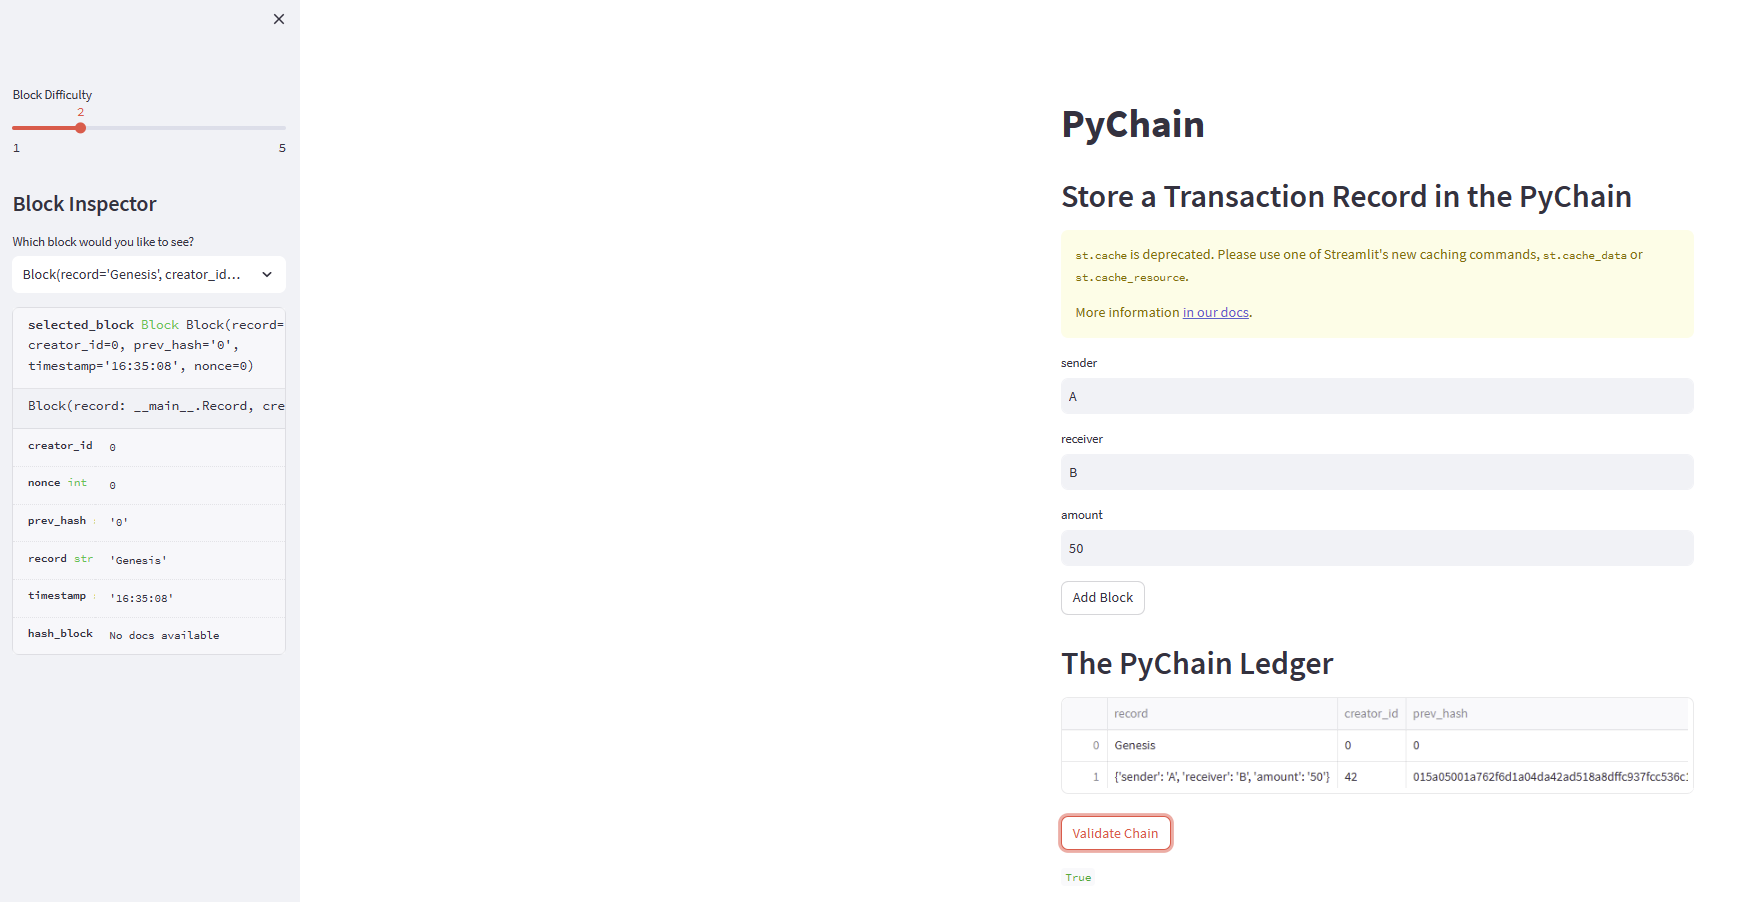 Block Difficulty
2
1 5
Block Inspector
Which block would you like to see?
Block(record='Genesis', creator_id...
selected_block Block Block(record=
creator_id=0, prev_hash='0',
timestamp='16:35:08', nonce=0)
Block(record: __main__.Record, cre
creator_id 0
nonce int 0
prev_hash '0'
record str 'Genesis'
timestamp '16:35:08'
hash_block No docs available
PyChain
Store a Transaction Record in the PyChain
st.cache is deprecated. Please use one of Streamlit's new caching commands, st.cache_data or
st.cache_resource.
More information in our docs.
sender
A
receiver
B
amount
50
Add Block
The PyChain Ledger
record creator_id prev_hash
0 Genesis 0 0
1 {'sender': 'A', 'receiver': 'B', 'amount': '50'} 42 015a05001a762f6d1a04da42ad518a8dffc937fcc536c
Validate Chain
True